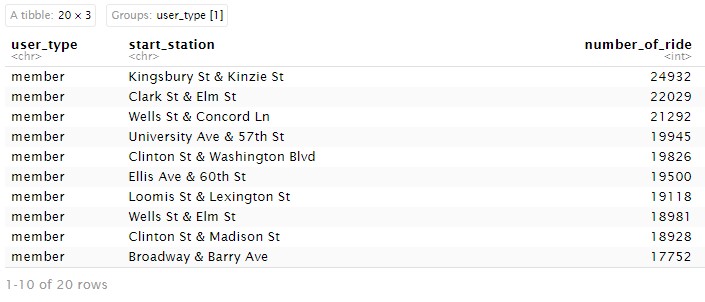 A tibble: 20 × 3 Groups: user_type [1]
user_type start_station number_of_ride
<chr> <chr> <int>
member Kingsbury St & Kinzie St 24932
member Clark St & Elm St 22029
member Wells St & Concord Ln 21292
member University Ave & 57th St 19945
member Clinton St & Washington Blvd 19826
member Ellis Ave & 60th St 19500
member Loomis St & Lexington St 19118
member Wells St & Elm St 18981
member Clinton St & Madison St 18928
member Broadway & Barry Ave 17752
1-10 of 20 rows